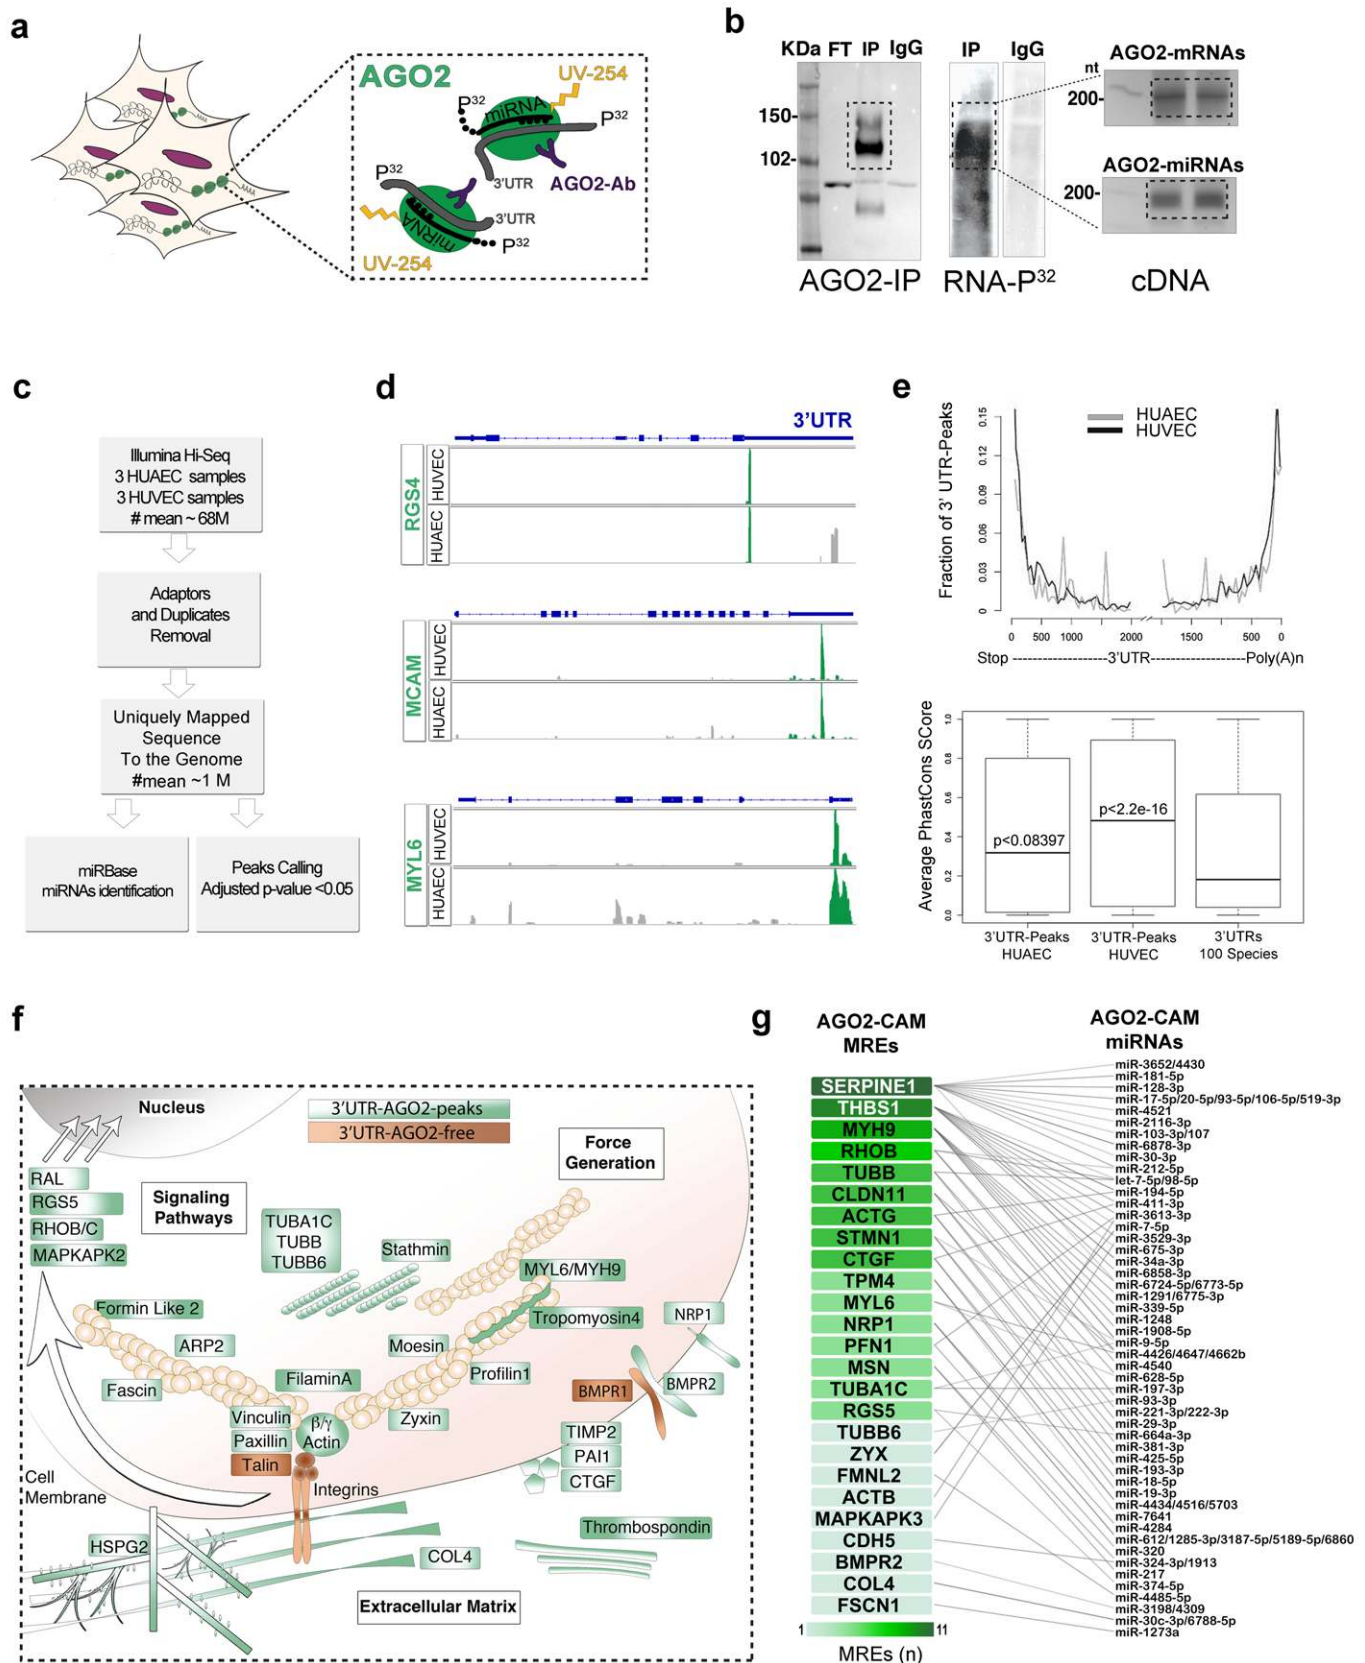 a
AGO2
UV-254
P32
miRNA
P32
3'UTR
AGO2-Ab
P32
3'UTR
miRNA
P32
UV-254
AAAA
b
KDa FT IP IgG
150-
102-
AGO2-IP
IP IgG
RNA-P32
AGO2-mRNAs
nt
200-
AGO2-miRNAs
200-
cDNA
c
Illumina Hi-Seq
3 HUAEC samples
3 HUVEC samples
# mean ~ 68M
Adaptors
and Duplicates
Removal
Uniquely Mapped
Sequence
To the Genome
#mean ~1 M
miRBase
miRNAs identification
Peaks Calling
Adjusted p-value <0.05
d
3'UTR
RGS4
HUVEC
HUAEC
MCAM
HUVEC
HUAEC
MYL6
HUVEC
HUAEC
e
Fraction of 3' UTR-Peaks
0.15
0.12
0.09
0.06
0.03
0
HUAEC
HUVEC
0 500 1000 2000 1500 500 0
Stop ---3'UTR---Poly(A)n
Average PhastCons SCore
1.0
0.8
0.6
0.4
0.2
0.0
p<0.08397
p<2.2e-16
3'UTR-Peaks
HUAEC
3'UTR-Peaks
HUVEC
3'UTRs
100 Species
f
Nucleus
3'UTR-AGO2-peaks
3'UTR-AGO2-free
Force
Generation
RAL
RGS5
RHOB/C
MAPKAPK2
Signaling
Pathways
TUBA1C
TUBB
TUBB6
Stathmin
MYL6/MYH9
Formin Like 2
Tropomyosin4
NRP1
ARP2
Moesin
Fascin
FilaminA
Profilin1
BMPR1
BMPR2
Vinculin
β/γ
Actin
Zyxin
Paxillin
Talin
TIMP2
PAI1
CTGF
Cell
Membrane
Integrins
HSPG2
COL4
Thrombospondin
Extracellular Matrix
g
AGO2-CAM
MREs
SERPINE1
THBS1
MYH9
RHOB
TUBB
CLDN11
ACTG
STMN1
CTGF
TPM4
MYL6
NRP1
PFN1
MSN
TUBA1C
RGS5
TUBB6
ZYX
FMNL2
ACTB
MAPKAPK3
CDH5
BMPR2
COL4
FSCN1
1 11
MREs (n)
AGO2-CAM
miRNAs
miR-3652/4430
miR-181-5p
miR-128-3p
miR-17-5p/20-5p/93-5p/106-5p/519-3p
miR-4521
miR-2116-3p
miR-103-3p/107
miR-6878-3p
miR-30-3p
miR-212-5p
let-7-5p/98-5p
miR-194-5p
miR-411-3p
miR-3613-3p
miR-7-5p
miR-3529-3p
miR-675-3p
miR-34a-3p
miR-6858-3p
miR-6724-5p/6773-5p
miR-1291/6775-3p
miR-339-5p
miR-1248
miR-1908-5p
miR-9-5p
miR-4426/4647/4662b
miR-4540
miR-628-5p
miR-197-3p
miR-93-3p
miR-221-3p/222-3p
miR-29-3p
miR-664a-3p
miR-381-3p
miR-425-5p
miR-193-3p
miR-18-5p
miR-19-3p
miR-4434/4516/5703
miR-7641
miR-4284
miR-612/1285-3p/3187-5p/5189-5p/6860
miR-320
miR-324-3p/1913
miR-217
miR-374-5p
miR-4485-5p
miR-3198/4309
miR-30c-3p/6788-5p
miR-1273a